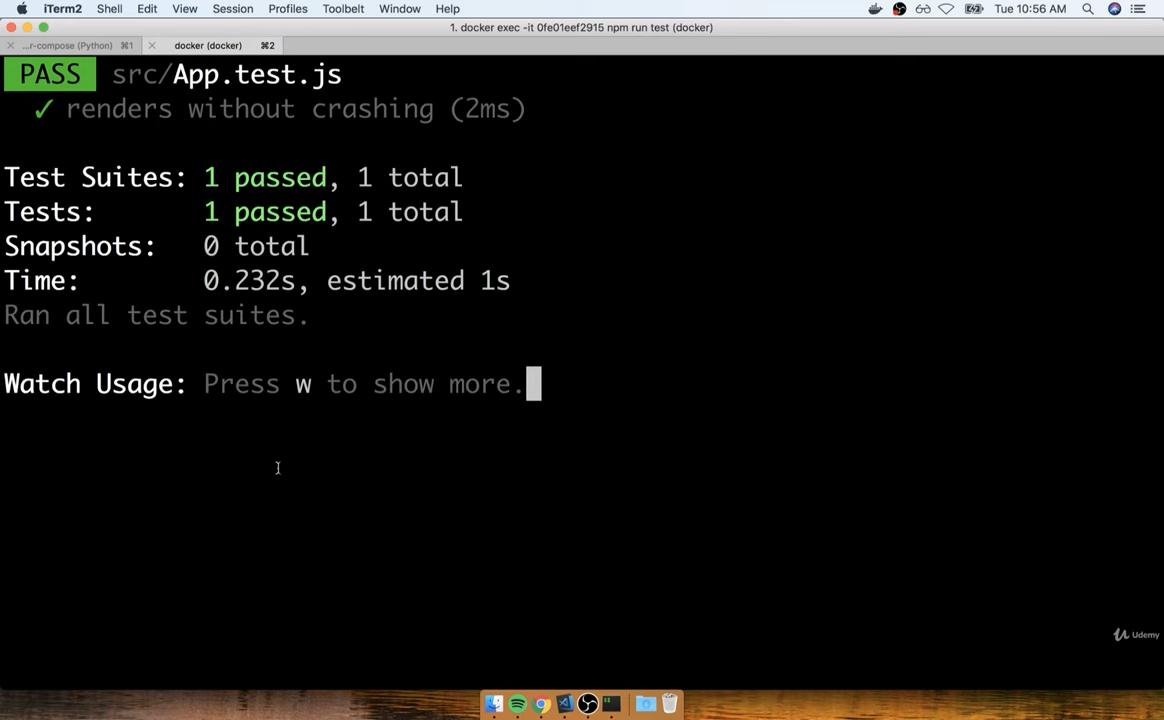 iTerm2 Shell Edit View Session Profiles Toolbelt Window Help Tue 10:56 AM
1. docker exec -it 0fe01eef2915 npm run test (docker)
...r-compose (Python) ⌘1 docker (docker) ⌘2
PASS src/App.test.js
✓ renders without crashing (2ms)
Test Suites: 1 passed, 1 total
Tests: 1 passed, 1 total
Snapshots: 0 total
Time: 0.232s, estimated 1s
Ran all test suites.
Watch Usage: Press w to show more.
Udemy